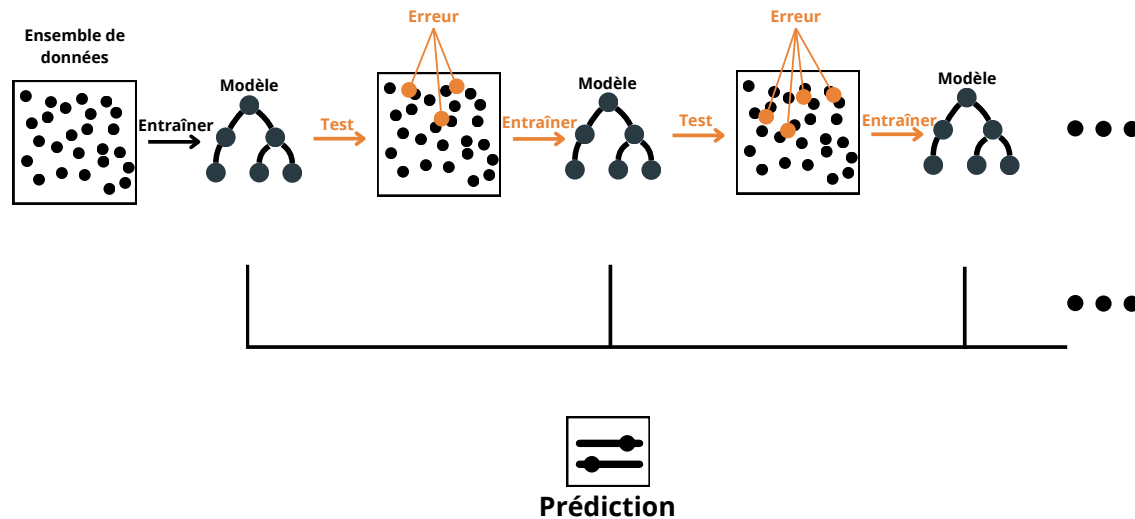 Erreur
Erreur
Ensemble de
données
Modèle
Modèle
Modèle
Entraîner
Test
Entraîner
Test
Entraîner
Prédiction